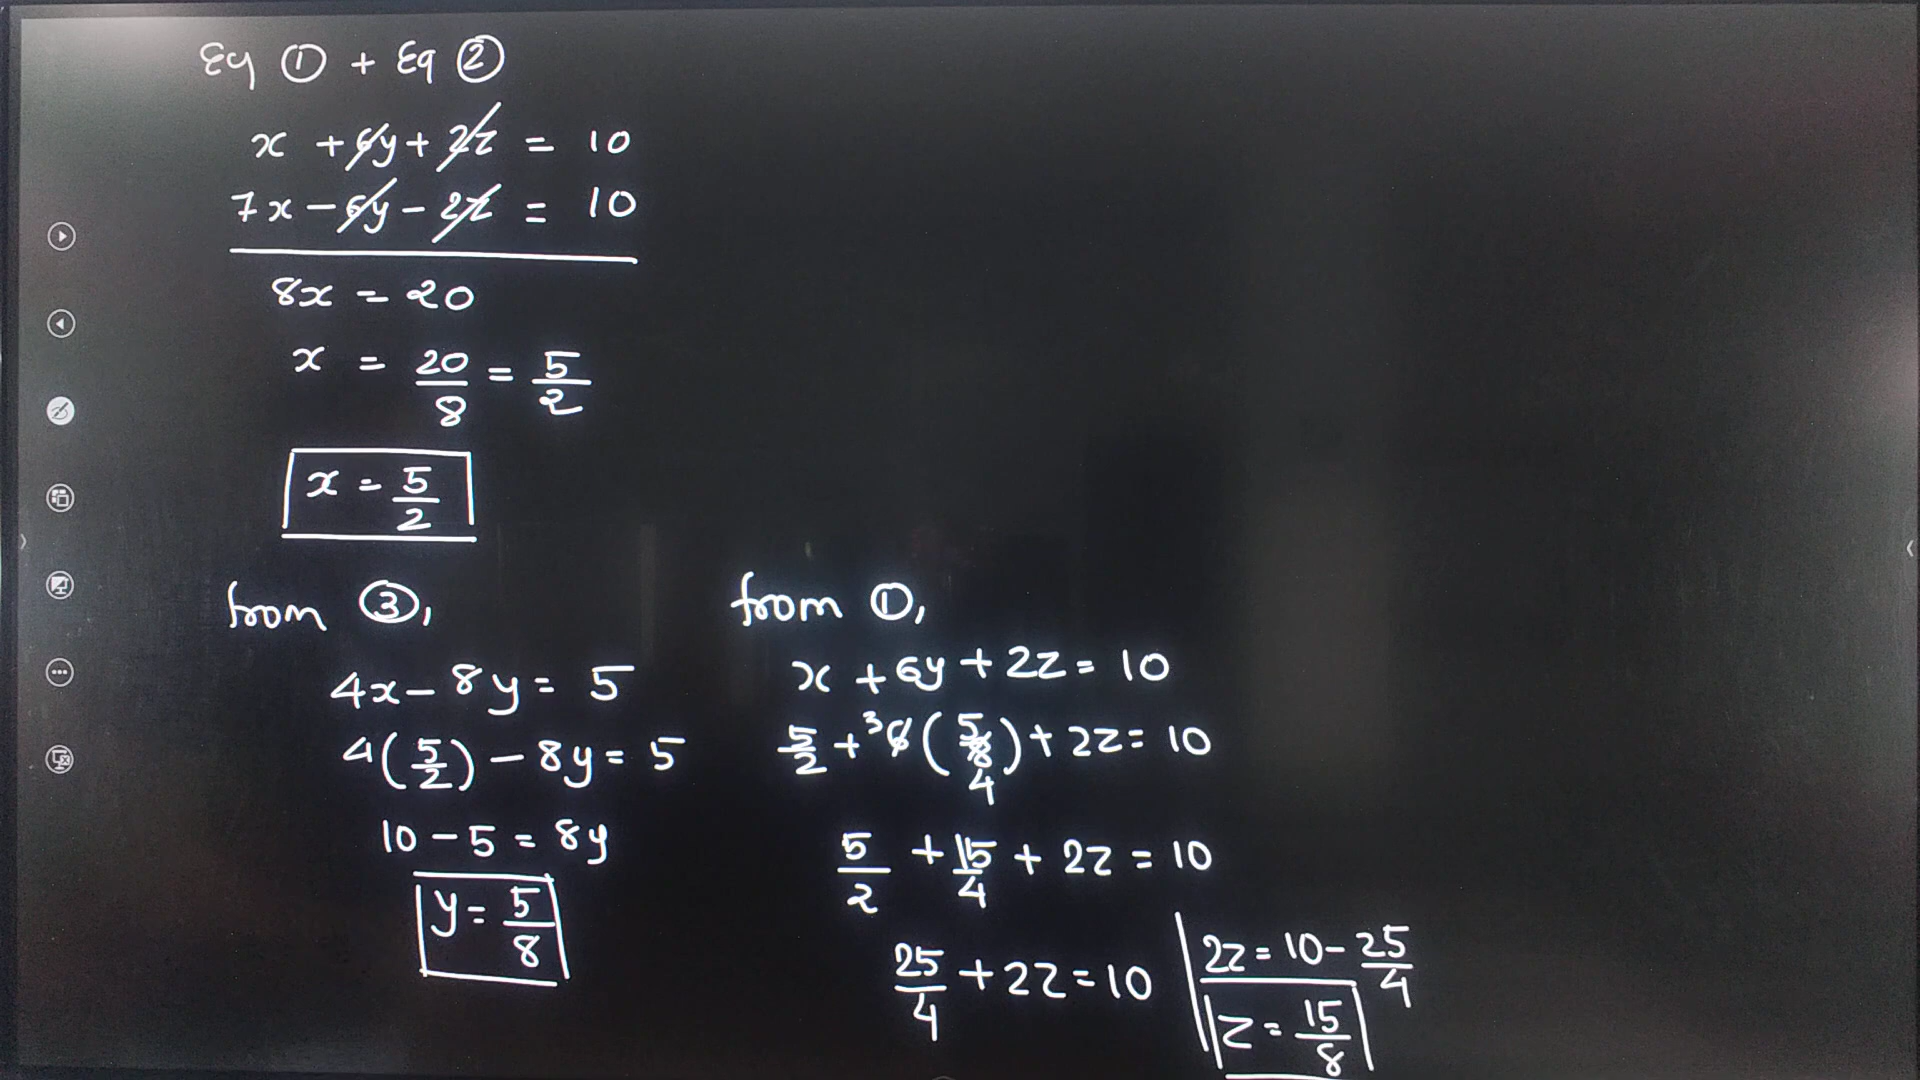 Eq ① + Eq ②
x + 6y + 2z = 10
7x - 6y - 2z = 10
8x = 20
x = 20/8 = 5/2
x = 5/2
from ③,
4x - 8y = 5
4(5/2) - 8y = 5
10 - 5 = 8y
y = 5/8
from ①,
x + 6y + 2z = 10
5/2 + 3 6(5/8 4) + 2z = 10
5/2 + 15/4 + 2z = 10
25/4 + 2z = 10
2z = 10 - 25/4
z = 15/8